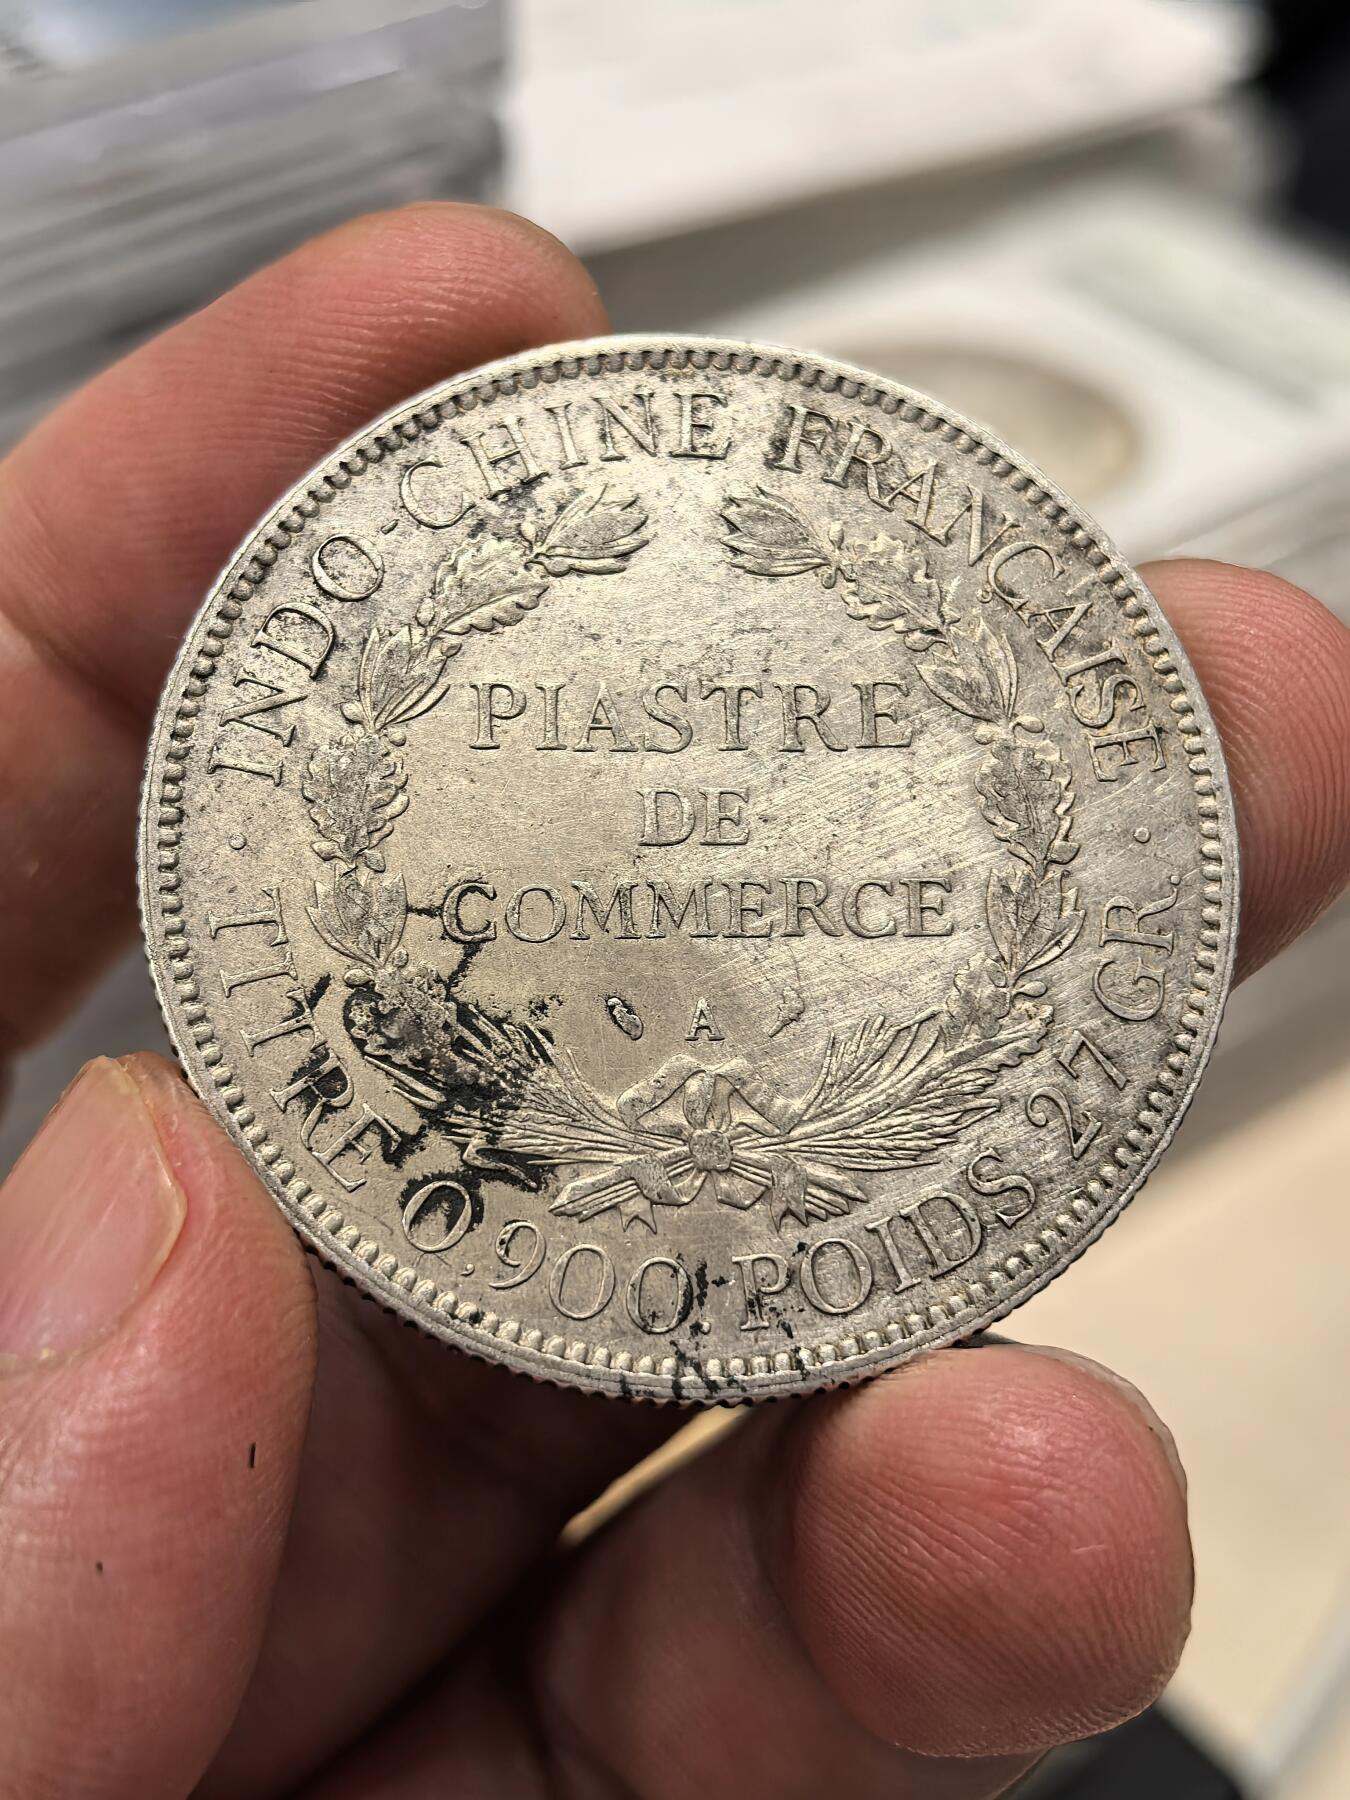 INDO-CHINE FRANÇAISE
PIASTRE
DE
COMMERCE
A
TITRE 0,900. POIDS 27 GR.